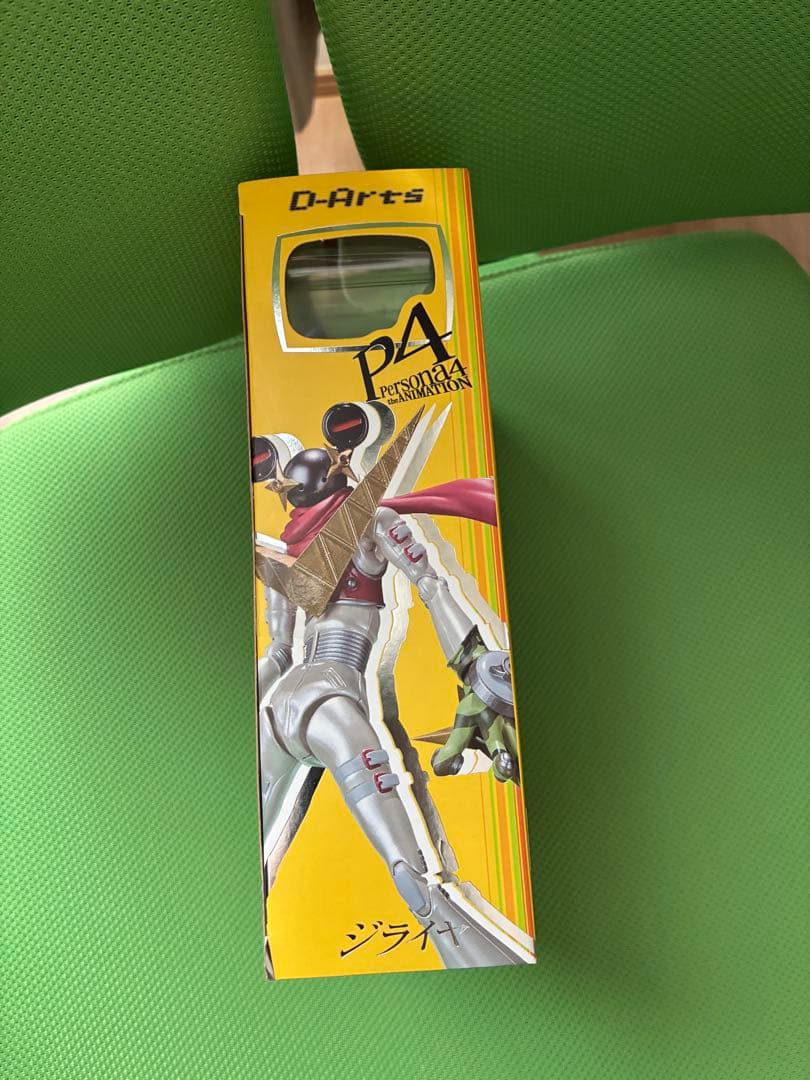 D-Arts
P4
Persona4
the ANIMATION
ジライヤ